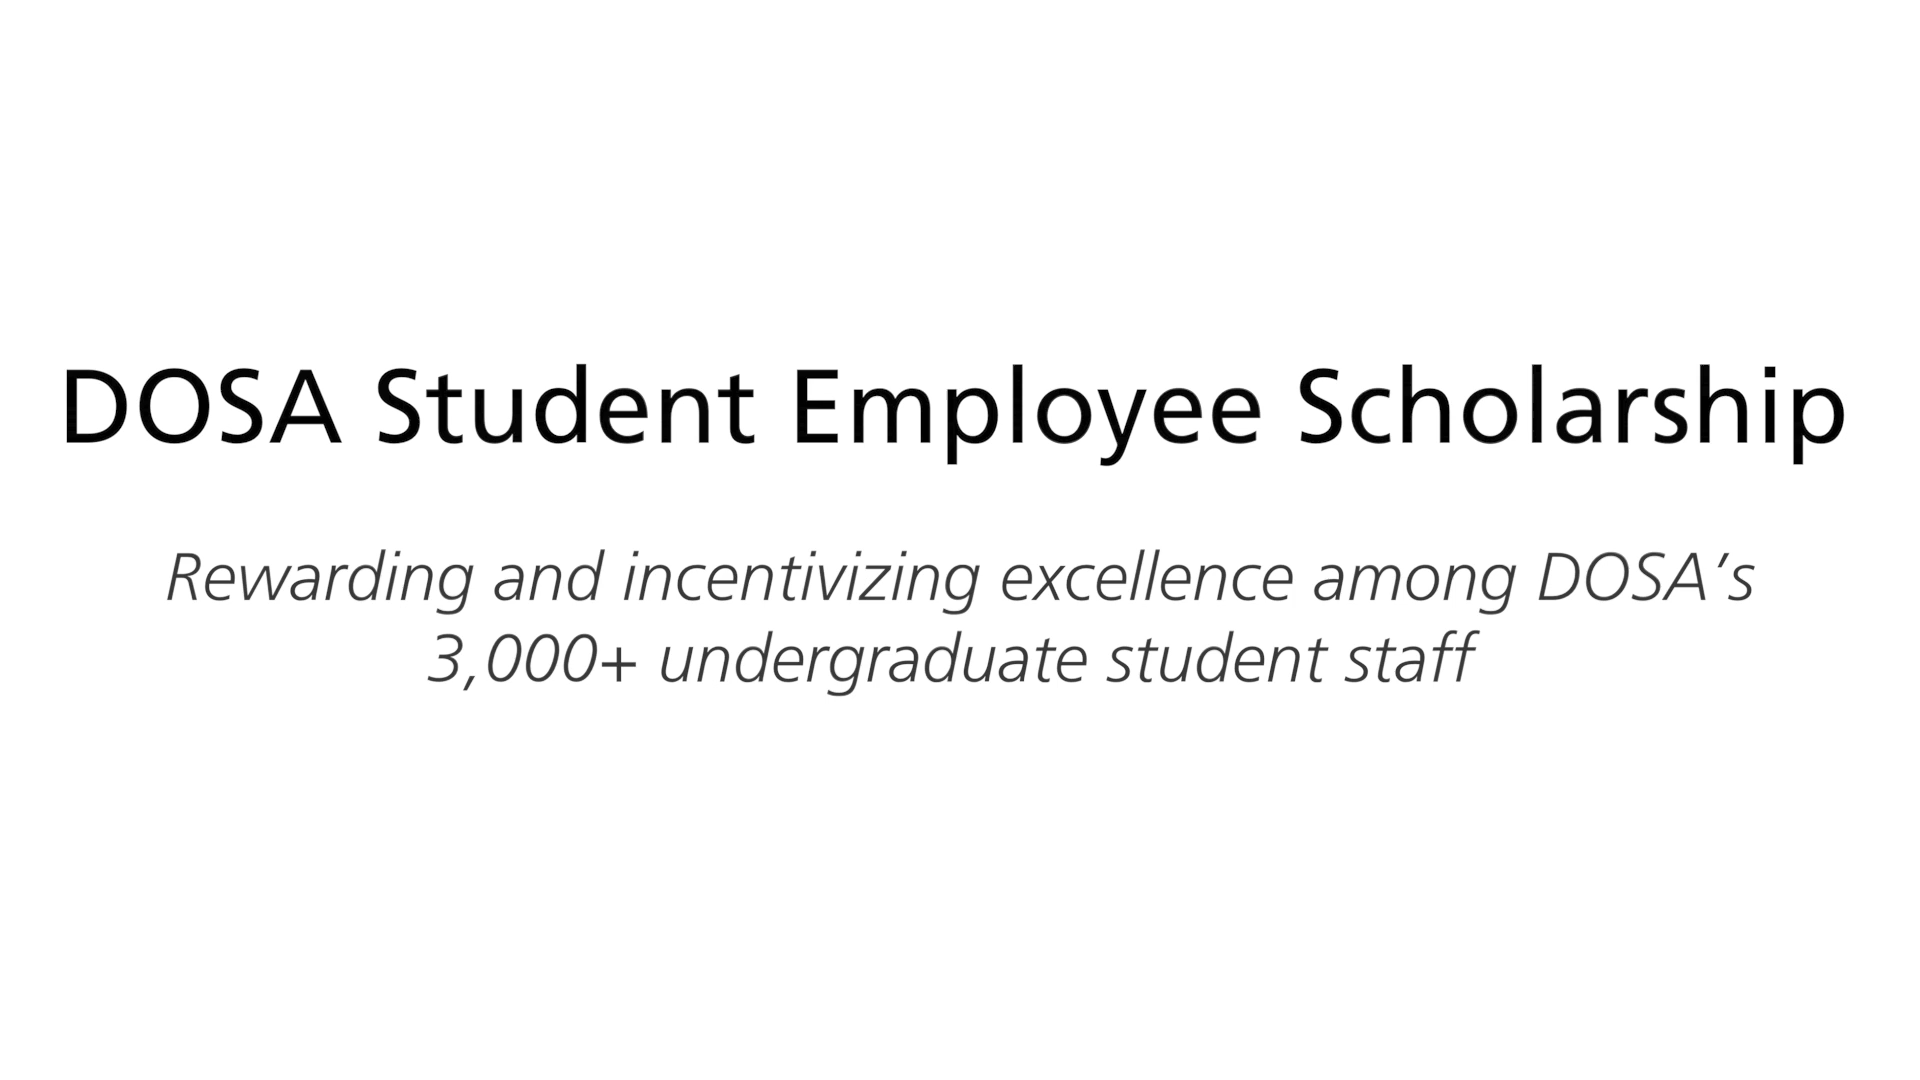 DOSA Student Employee Scholarship
Rewarding and incentivizing excellence among DOSA’s
3,000+ undergraduate student staff